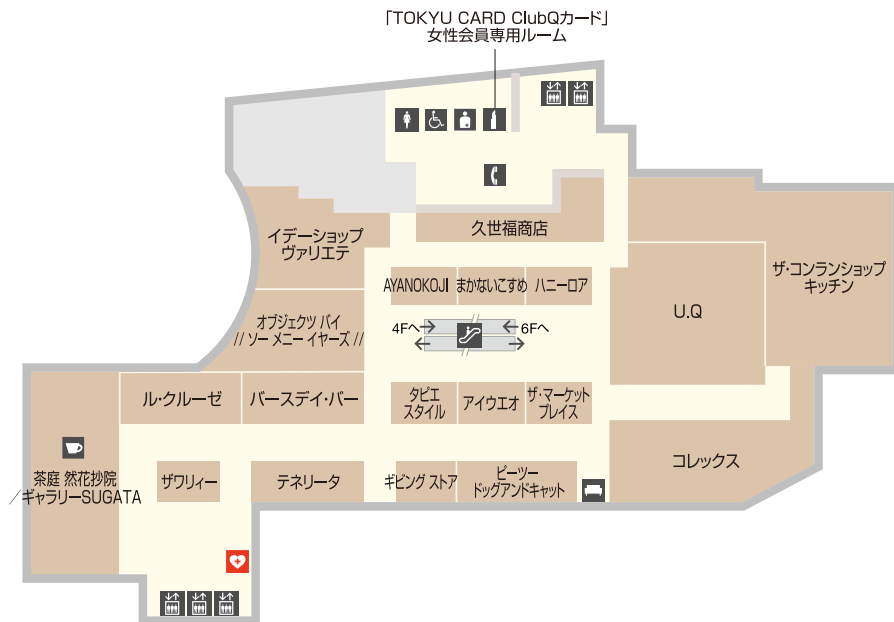 「TOKYU CARD ClubQカード」
女性会員専用ルーム
久世福商店
イデーショップ
ヴァリエテ
ザ・コンランショップ
キッチン
AYANOKOJI
まかないこすめ
ハニーロア
U.Q
オブジェクツ バイ
// ソー メニー イヤーズ //
4Fへ
6Fへ
ル・クルーゼ
バースデイ・バー
タビエ
スタイル
アイウエオ
ザ・マーケット
プレイス
コレックス
茶庭 然花抄院
／ギャラリーSUGATA
ザワリィー
テネリータ
ギビング ストア
ピーツー
ドッグアンドキャット